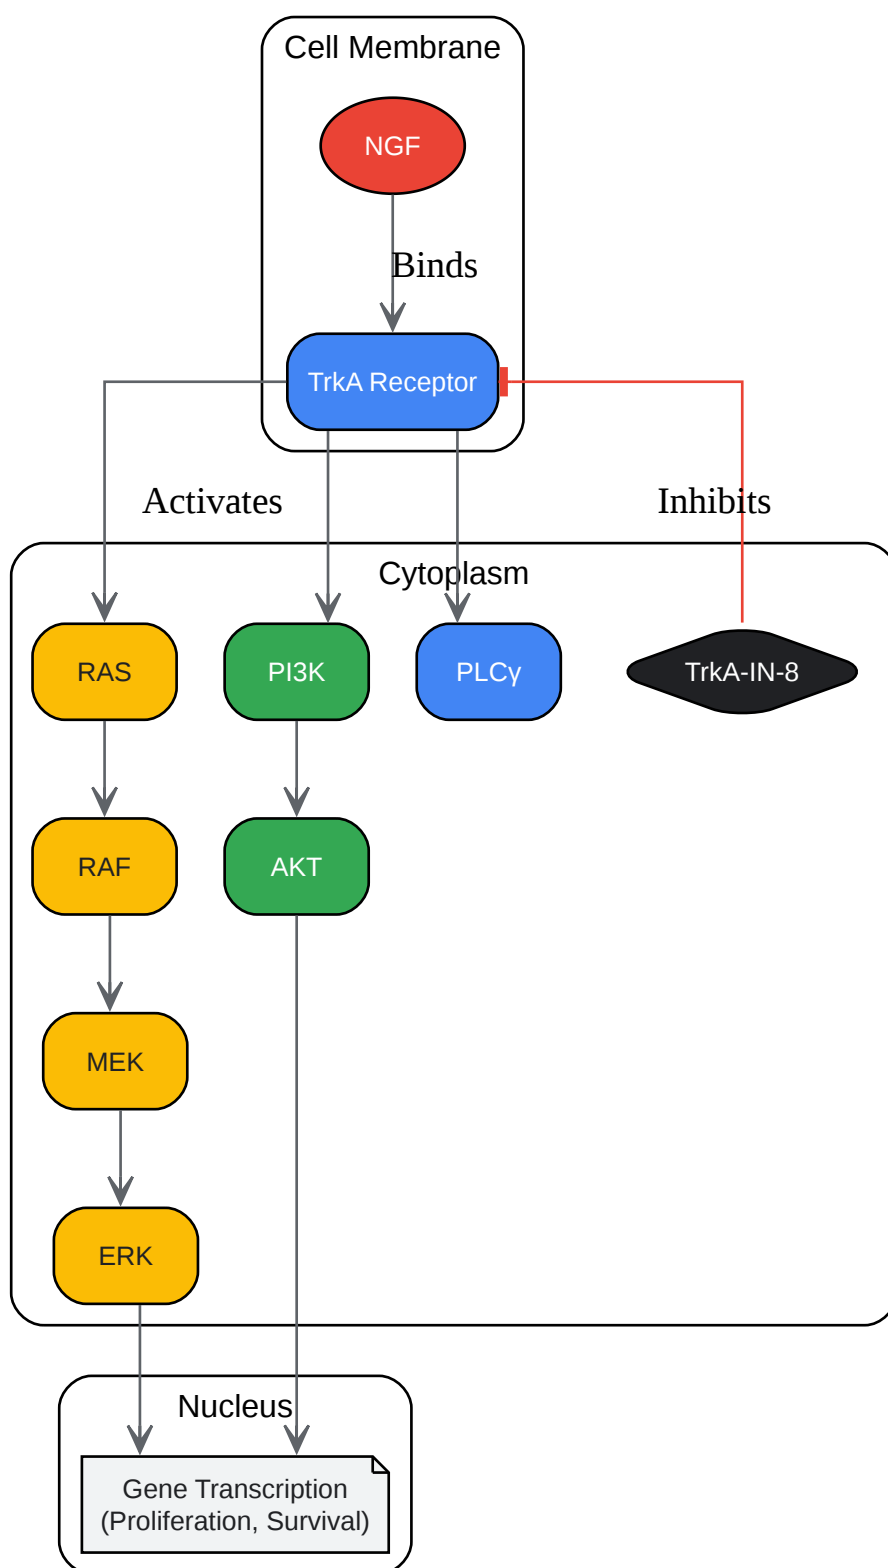 Cell Membrane
NGF
Binds
TrkA Receptor
Activates
Inhibits
Cytoplasm
RAS
PI3K
PLCγ
TrkA-IN-8
RAF
AKT
MEK
ERK
Nucleus
Gene Transcription
(Proliferation, Survival)